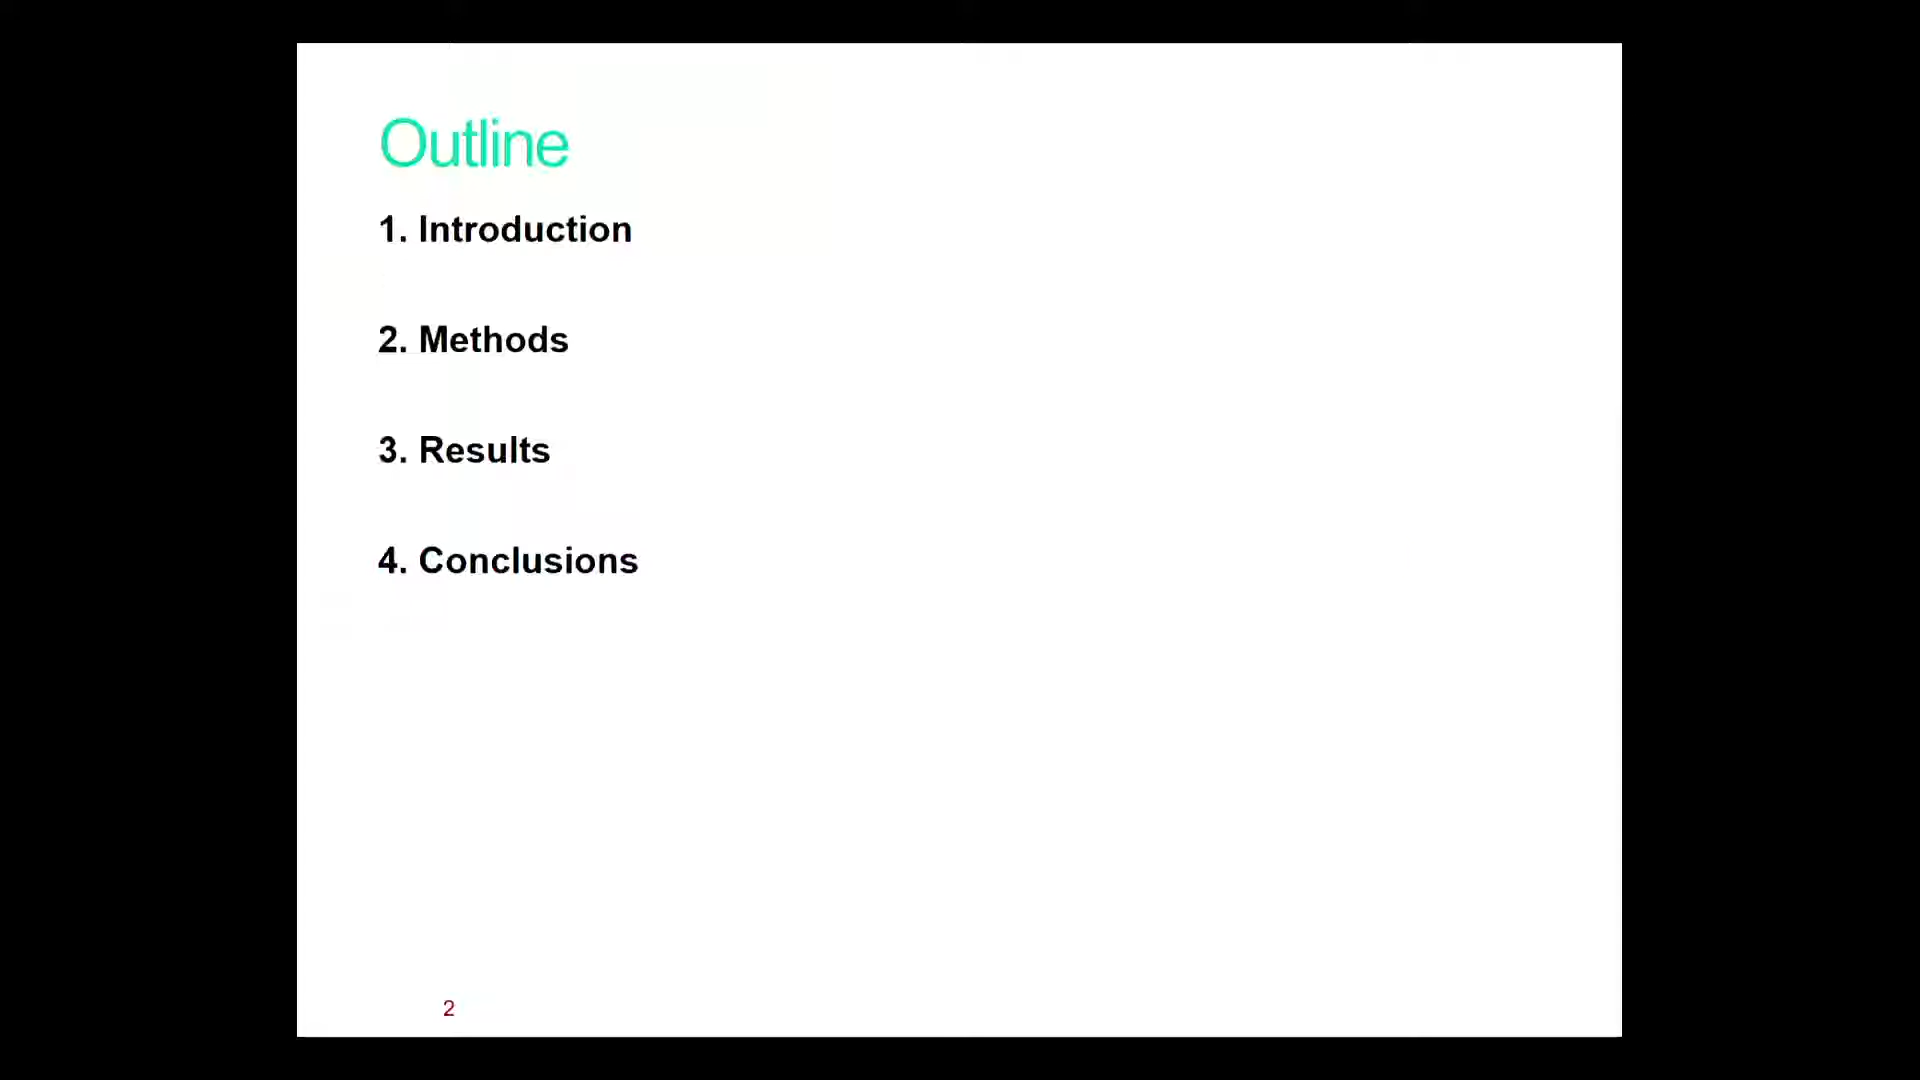 Outline
1. Introduction
2. Methods
3. Results
4. Conclusions
2